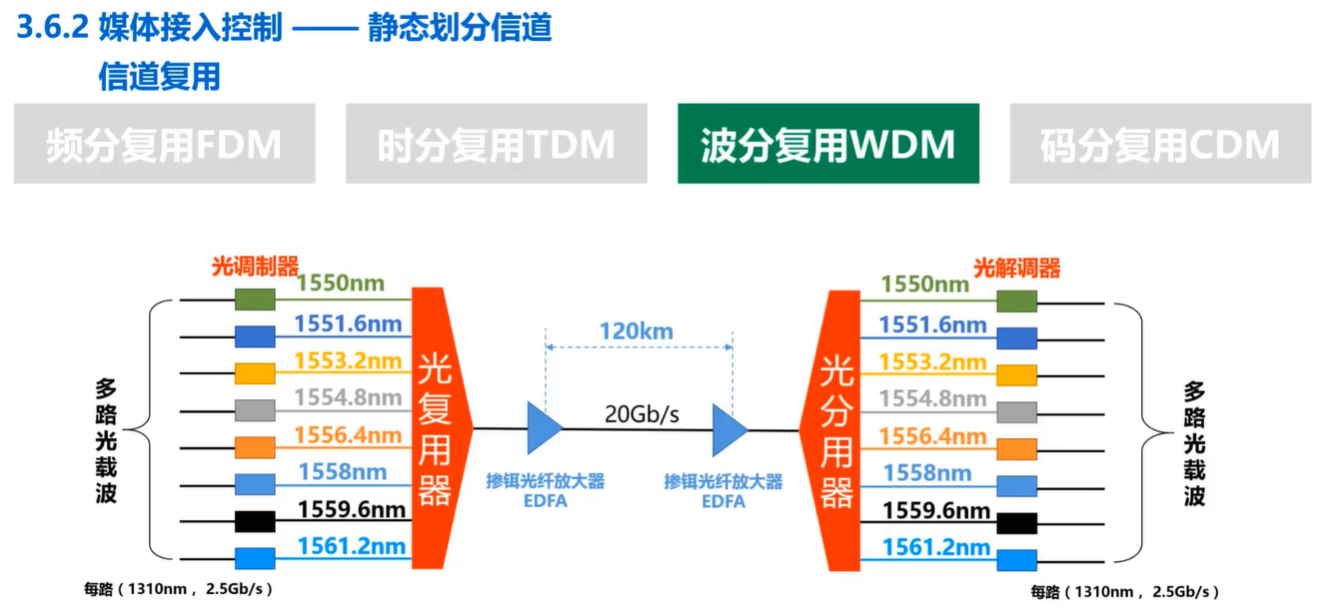 3.6.2 媒体接入控制 —— 静态划分信道
信道复用
频分复用FDM
时分复用TDM
波分复用WDM
码分复用CDM
光调制器
1550nm
1551.6nm
1553.2nm
1554.8nm
1556.4nm
1558nm
1559.6nm
1561.2nm
多路光载波
每路（1310nm ，2.5Gb/s）
光复用器
120km
20Gb/s
掺铒光纤放大器
EDFA
掺铒光纤放大器
EDFA
光分用器
光解调器
1550nm
1551.6nm
1553.2nm
1554.8nm
1556.4nm
1558nm
1559.6nm
1561.2nm
多路光载波
每路（1310nm ，2.5Gb/s）